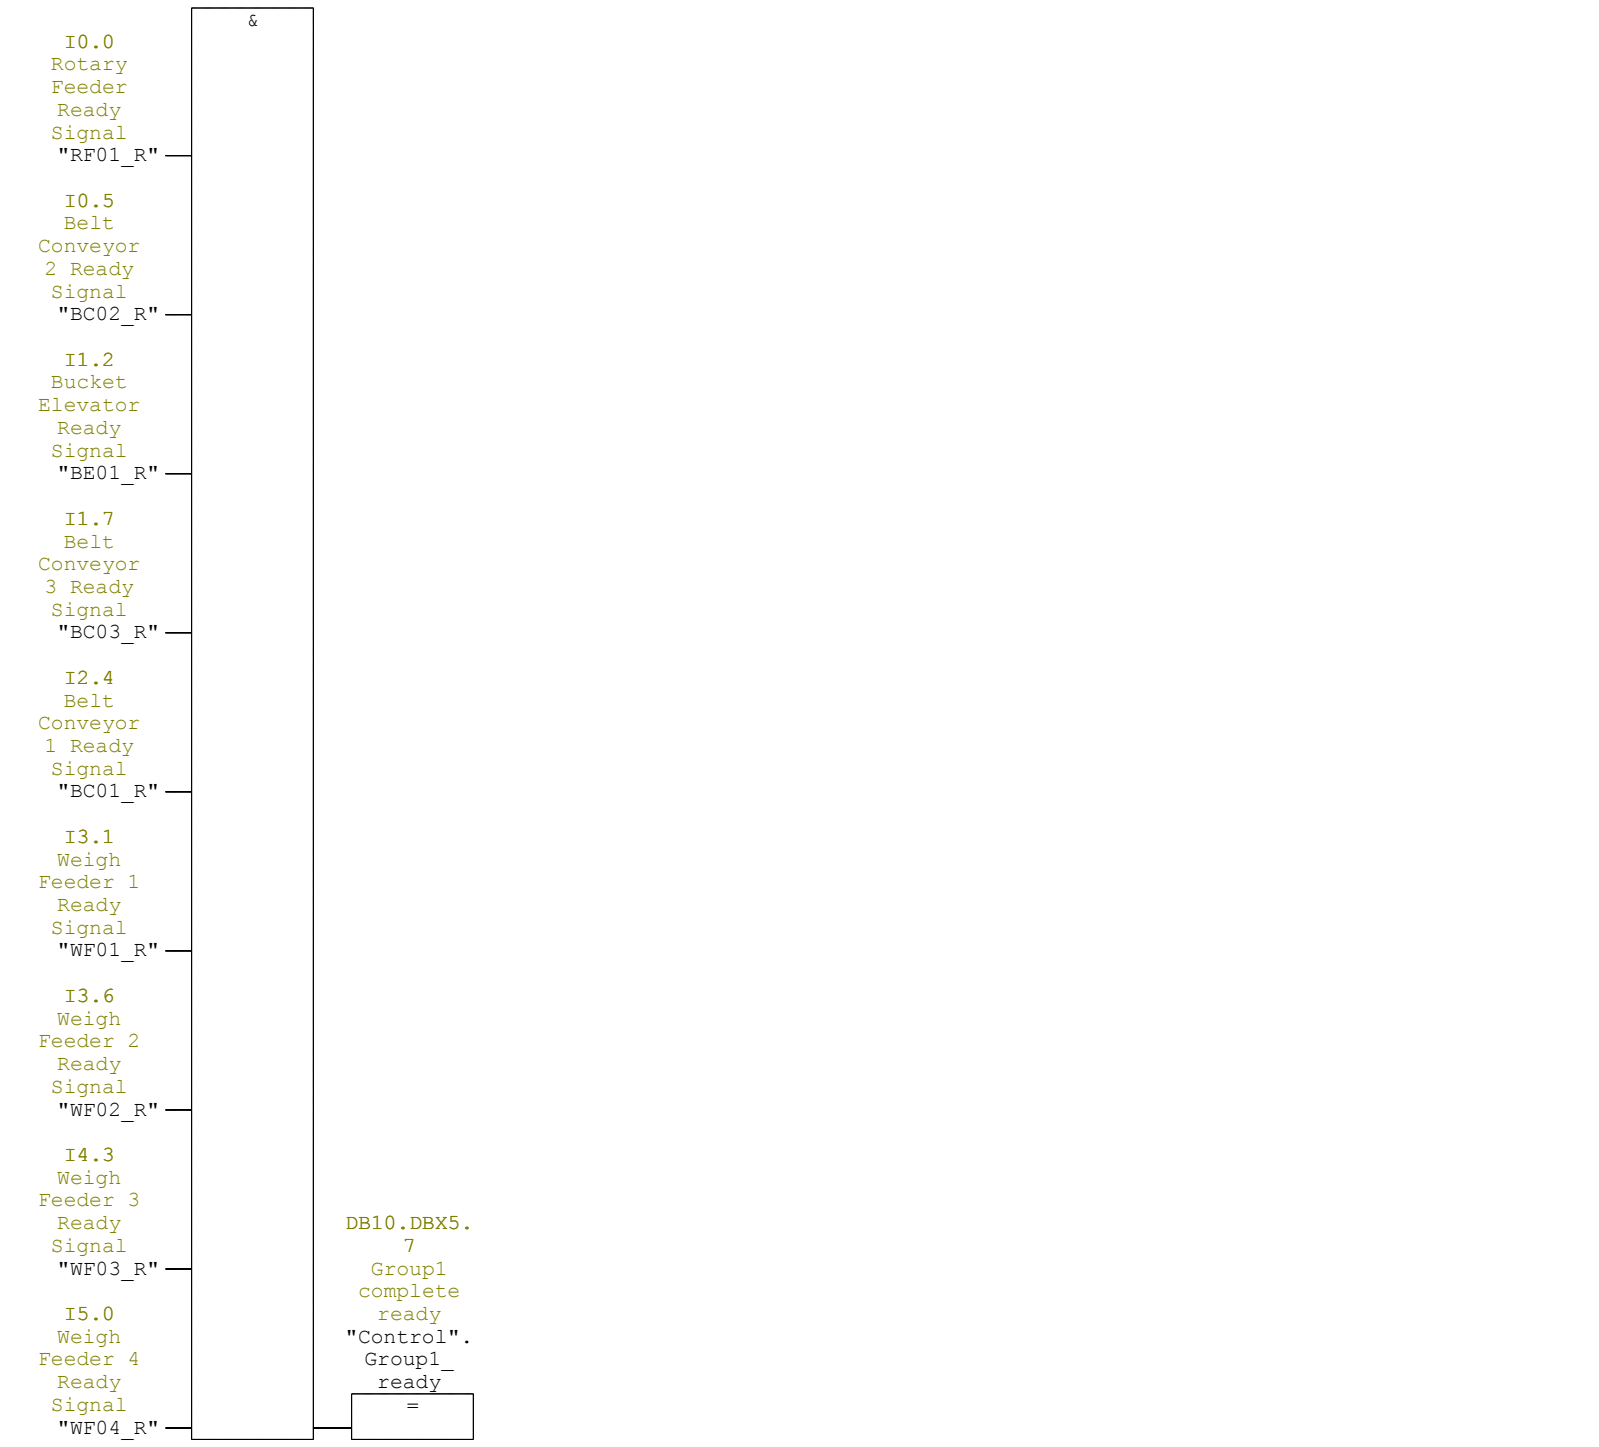 &
I0.0
Rotary
Feeder
Ready
Signal
"RF01_R"
I0.5
Belt
Conveyor
2 Ready
Signal
"BC02_R"
I1.2
Bucket
Elevator
Ready
Signal
"BE01_R"
I1.7
Belt
Conveyor
3 Ready
Signal
"BC03_R"
I2.4
Belt
Conveyor
1 Ready
Signal
"BC01_R"
I3.1
Weigh
Feeder 1
Ready
Signal
"WF01_R"
I3.6
Weigh
Feeder 2
Ready
Signal
"WF02_R"
I4.3
Weigh
Feeder 3
Ready
Signal
"WF03_R"
I5.0
Weigh
Feeder 4
Ready
Signal
"WF04_R"
DB10.DBX5.
7
Group1
complete
ready
"Control".
Group1_
ready
=